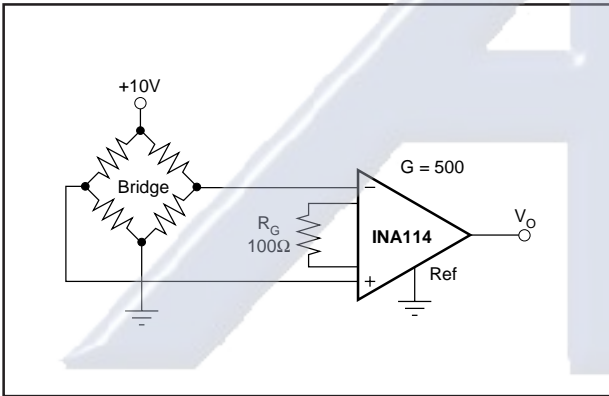 +10V
Bridge
G = 500
–
R_G
100Ω
INA114
V_O
+
Ref